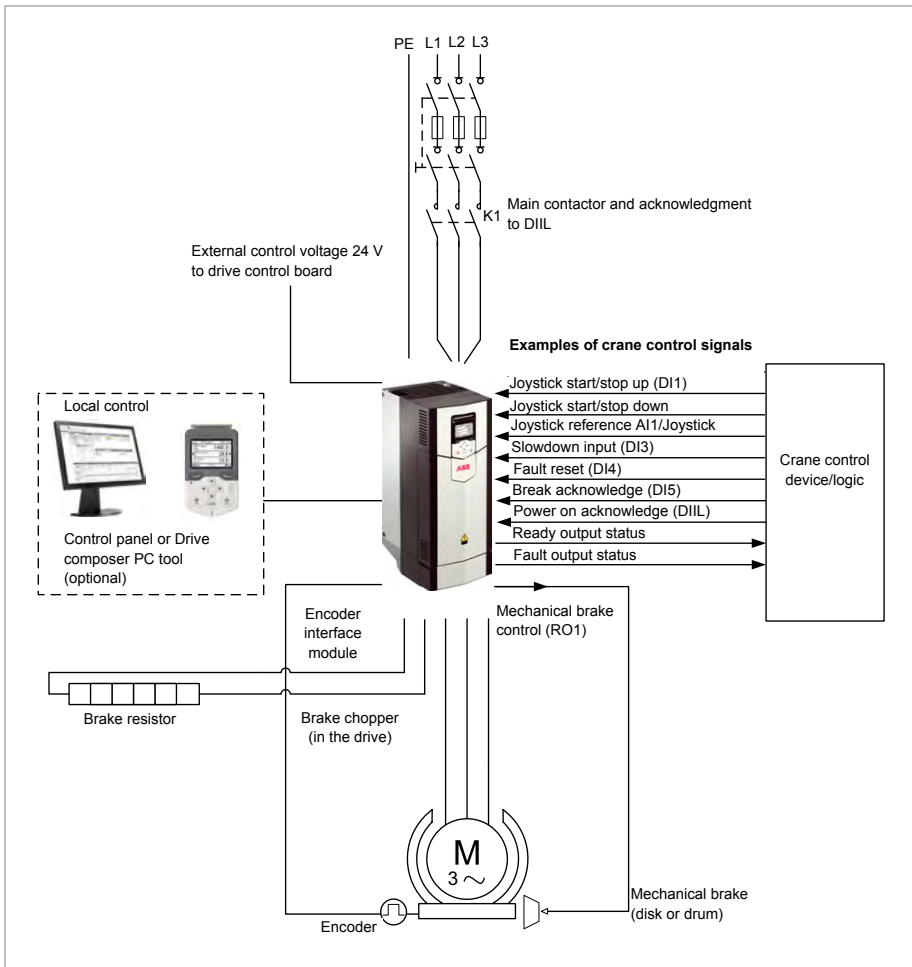 PE L1 L2 L3
K1
Main contactor and acknowledgment
to DIIL
External control voltage 24 V
to drive control board
Examples of crane control signals
Joystick start/stop up (DI1)
Joystick start/stop down
Joystick reference AI1/Joystick
Slowdown input (DI3)
Fault reset (DI4)
Break acknowledge (DI5)
Power on acknowledge (DIIL)
Ready output status
Fault output status
Crane control
device/logic
Local control
Control panel or Drive
composer PC tool
(optional)
ABB
Encoder
interface
module
Mechanical brake
control (RO1)
Brake resistor
Brake chopper
(in the drive)
M
3 ~
Encoder
Mechanical brake
(disk or drum)